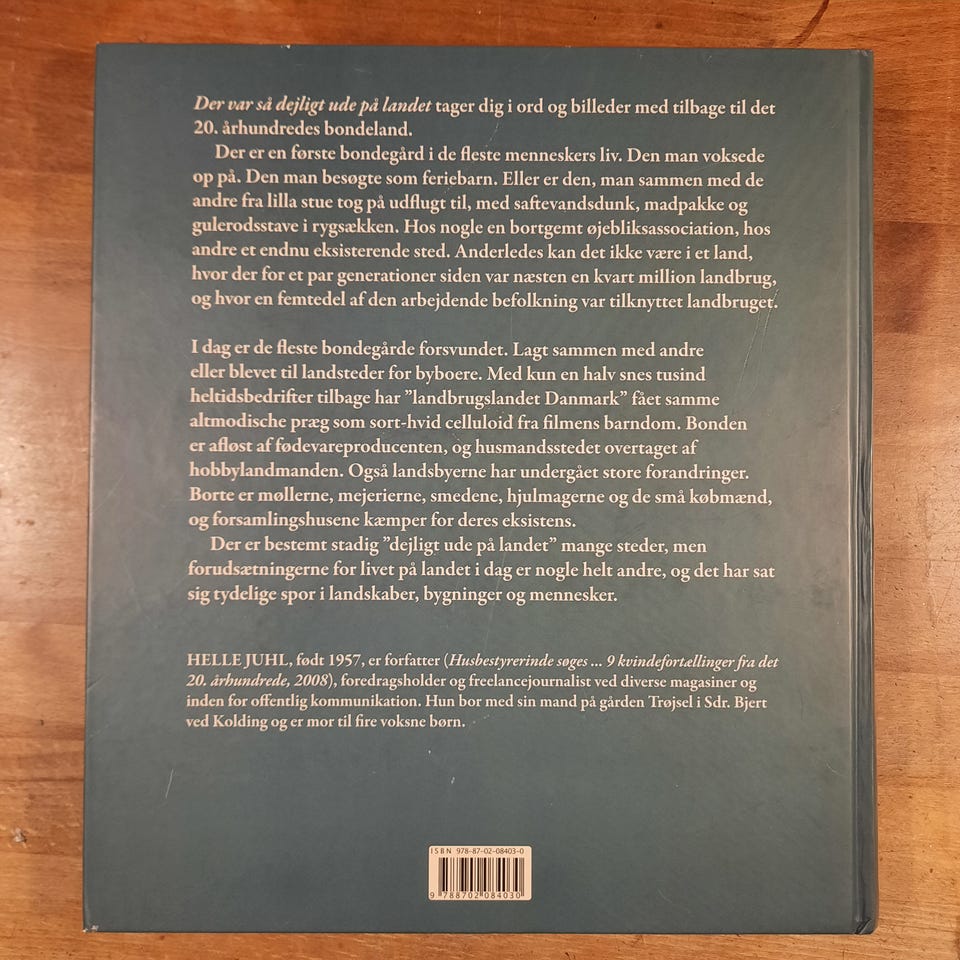 Der var så dejligt ude på landet tager dig i ord og billeder med tilbage til det
20. århundredes bondeland.
Der er en første bondegård i de fleste menneskers liv. Den man voksede
op på. Den man besøgte som feriebarn. Eller er den, man sammen med de
andre fra lilla stue tog på udflugt til, med saftevandsdunk, madpakke og
gulerodsstave i rygsækken. Hos nogle en bortgemt øjebliksassociation, hos
andre et endnu eksisterende sted. Anderledes kan det ikke være i et land,
hvor der for et par generationer siden var næsten en kvart million landbrug,
og hvor en femtedel af den arbejdende befolkning var tilknyttet landbruget.
I dag er de fleste bondegårde forsvundet. Lagt sammen med andre
eller blevet til landsteder for byboere. Med kun en halv snes tusind
heltidsbedrifter tilbage har ”landbrugslandet Danmark” fået samme
altmodische præg som sort-hvid celluloid fra filmens barndom. Bonden
er afløst af fødevareproducenten, og husmandsstedet overtaget af
hobbylandmanden. Også landsbyerne har undergået store forandringer.
Borte er møllerne, mejerierne, smedene, hjulmagerne og de små købmænd,
og forsamlingshusene kæmper for deres eksistens.
Der er bestemt stadig ”dejligt ude på landet” mange steder, men
forudsætningerne for livet på landet i dag er nogle helt andre, og det har sat
sig tydelige spor i landskaber, bygninger og mennesker.
HELLE JUHL, født 1957, er forfatter (Husbestyrerinde søges ... 9 kvindefortællinger fra det
20. århundrede, 2008), foredragsholder og freelancejournalist ved diverse magasiner og
inden for offentlig kommunikation. Hun bor med sin mand på gården Trøjsel i Sdr. Bjert
ved Kolding og er mor til fire voksne børn.
ISBN 978-87-02-08403-0
9 788702 084030